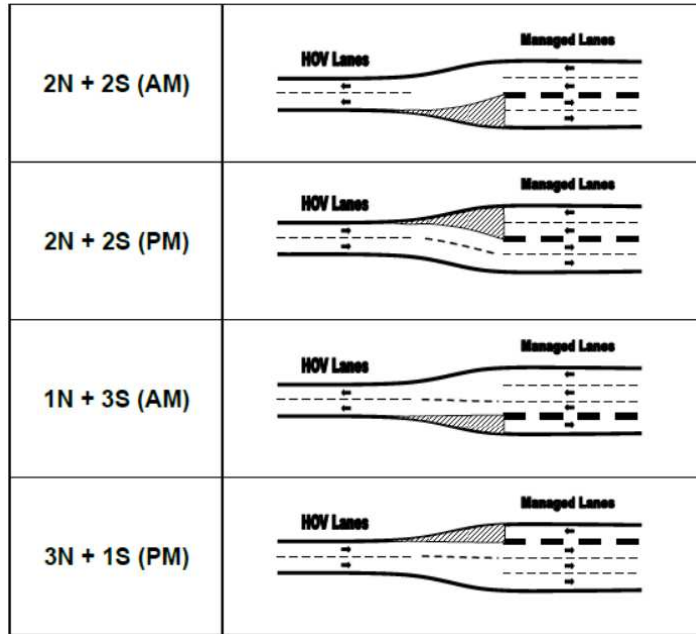 2N + 2S (AM)
HOV Lanes
Managed Lanes
2N + 2S (PM)
HOV Lanes
Managed Lanes
1N + 3S (AM)
HOV Lanes
Managed Lanes
3N + 1S (PM)
HOV Lanes
Managed Lanes